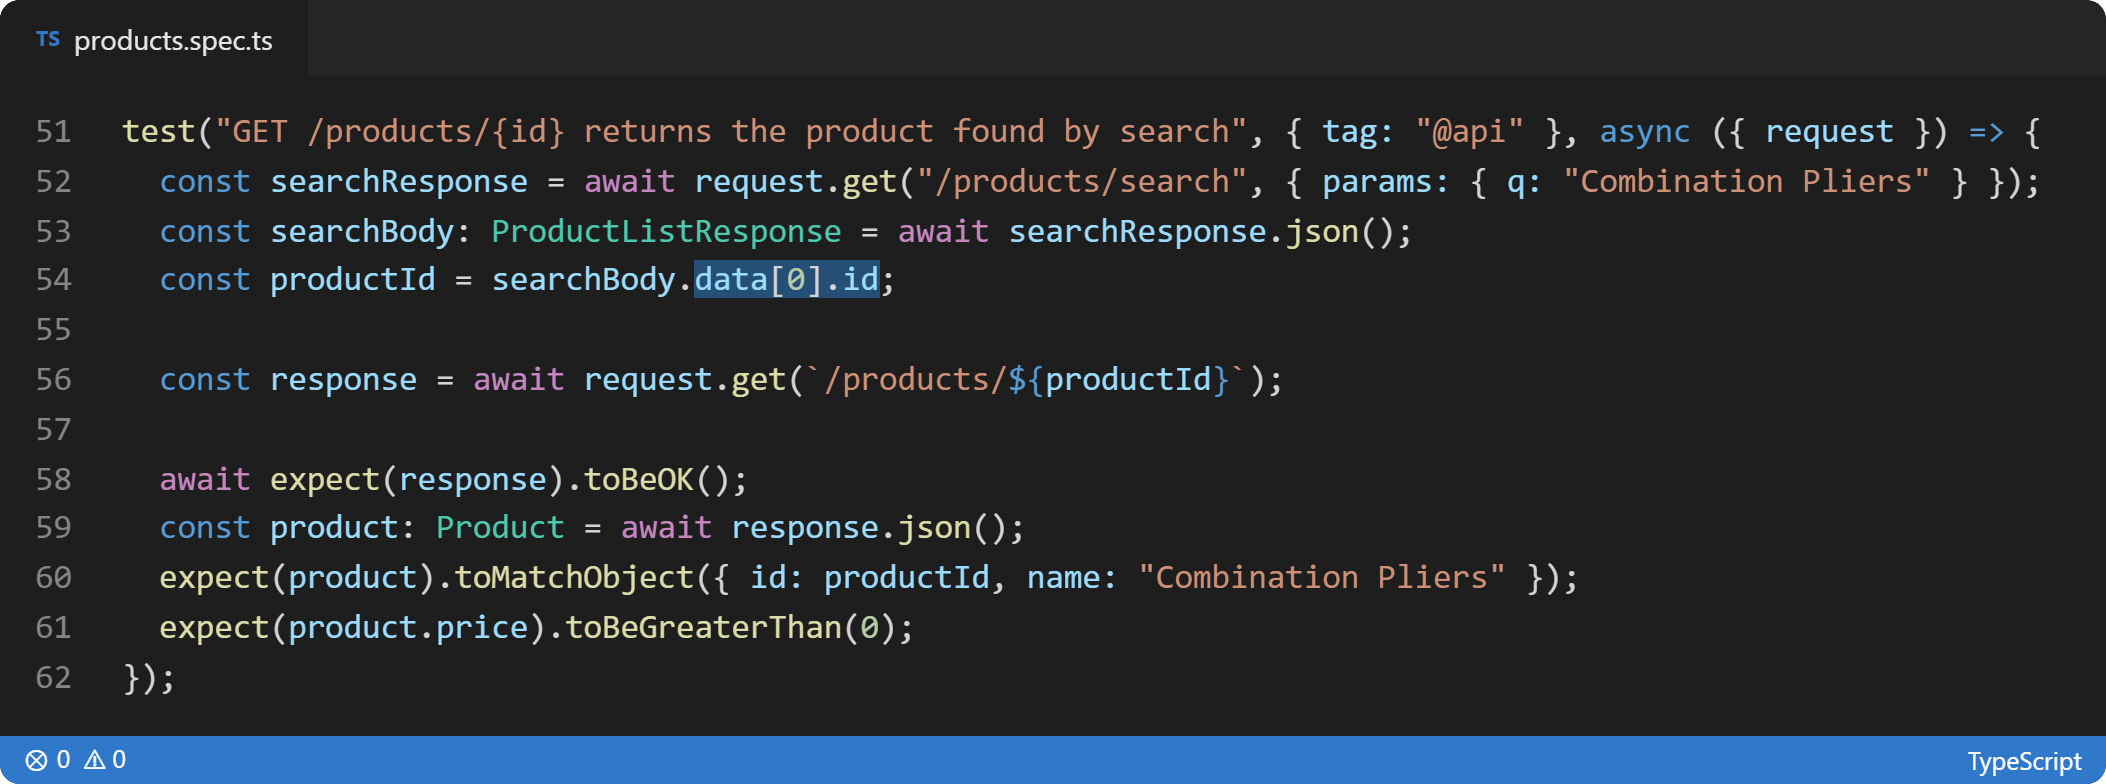 TS products.spec.ts
51 test("GET /products/{id} returns the product found by search", { tag: "@api" }, async ({ request }) => {
52   const searchResponse = await request.get("/products/search", { params: { q: "Combination Pliers" } });
53   const searchBody: ProductListResponse = await searchResponse.json();
54   const productId = searchBody.data[0].id;
55
56   const response = await request.get(`/products/${productId}`);
57
58   await expect(response).toBeOK();
59   const product: Product = await response.json();
60   expect(product).toMatchObject({ id: productId, name: "Combination Pliers" });
61   expect(product.price).toBeGreaterThan(0);
62 });
0 0 TypeScript